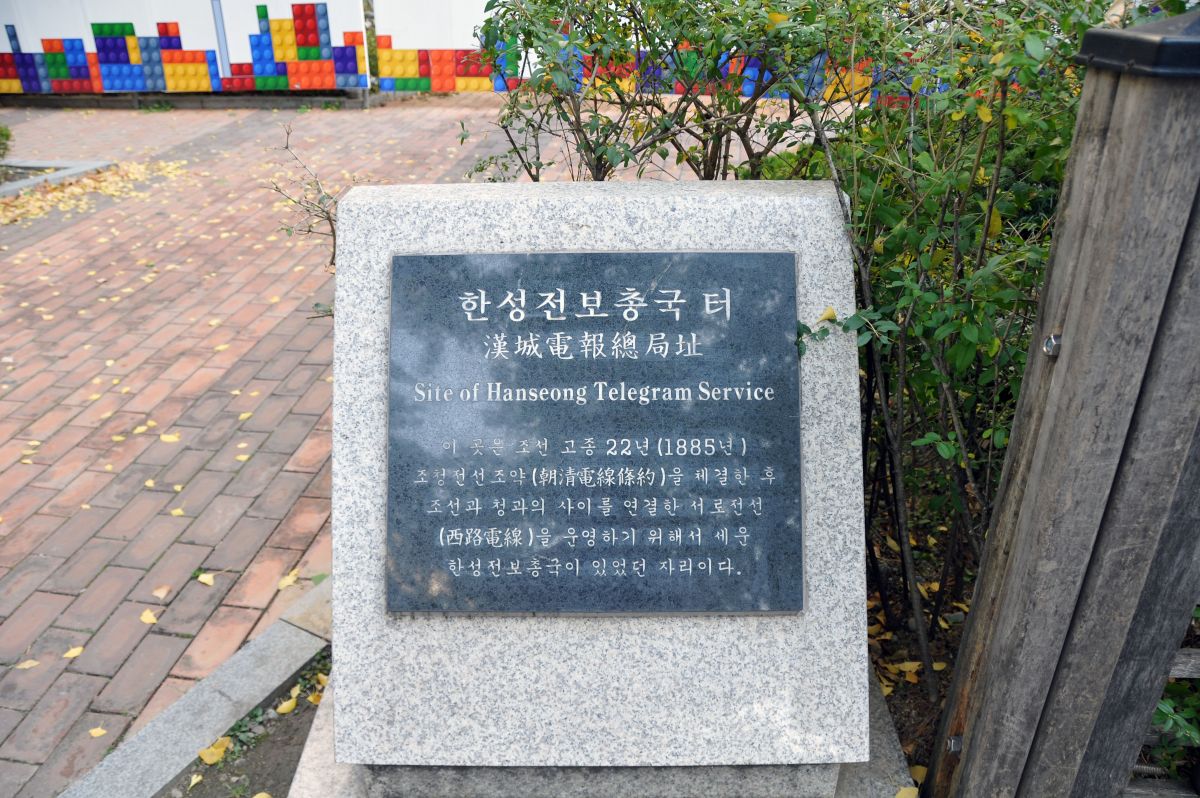 한성전보총국 터
漢城電報總局址
Site of Hanseong Telegram Service
이 곳은 조선 고종 22년(1885년)
조청전선조약(朝淸電線條約)을 체결한 후
조선과 청과의 사이를 연결한 서로전선
(西路電線)을 운영하기 위해서 세운
한성전보총국이 있었던 자리이다.